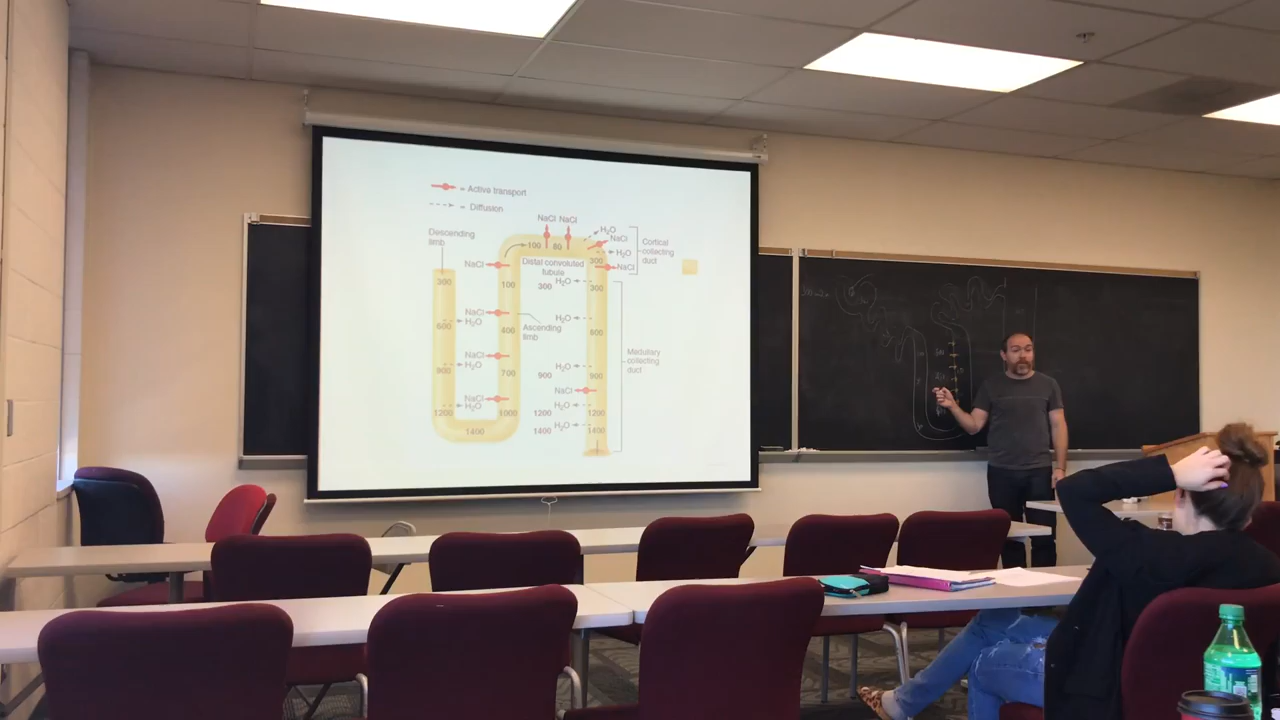 = Active transport
= Diffusion
NaCl NaCl
H₂O
NaCl
H₂O
NaCl
Cortical
collecting
duct
Descending
limb
100 80
300
Distal convoluted
tubule
NaCl
300
100
300
H₂O
300
NaCl
H₂O
600
400
Ascending
limb
H₂O
600
Medullary
collecting
duct
NaCl
H₂O
900
700
900
H₂O
900
NaCl
NaCl
H₂O
1200
1000
1200
H₂O
1200
1400
1400
H₂O
1400